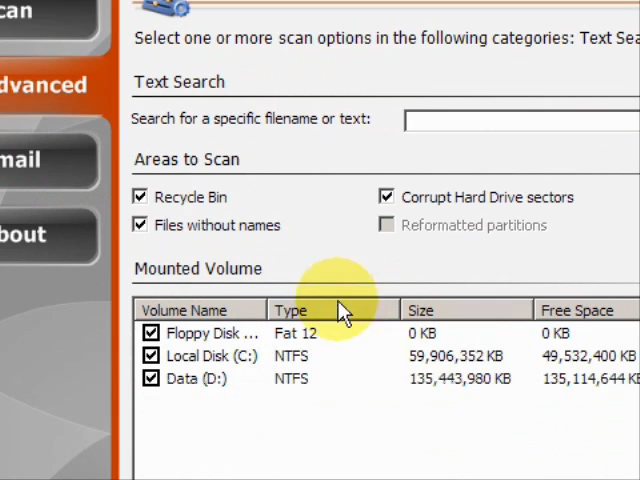 can
Select one or more scan options in the following categories: Text Sea
dvanced
Text Search
Search for a specific filename or text:
mail
Areas to Scan
Recycle Bin
Corrupt Hard Drive sectors
Files without names
Reformatted partitions
bout
Mounted Volume
Volume Name Type Size Free Space
Floppy Disk ... Fat 12 0 KB 0 KB
Local Disk (C:) NTFS 59,906,352 KB 49,532,400 KB
Data (D:) NTFS 135,443,980 KB 135,114,644 KB